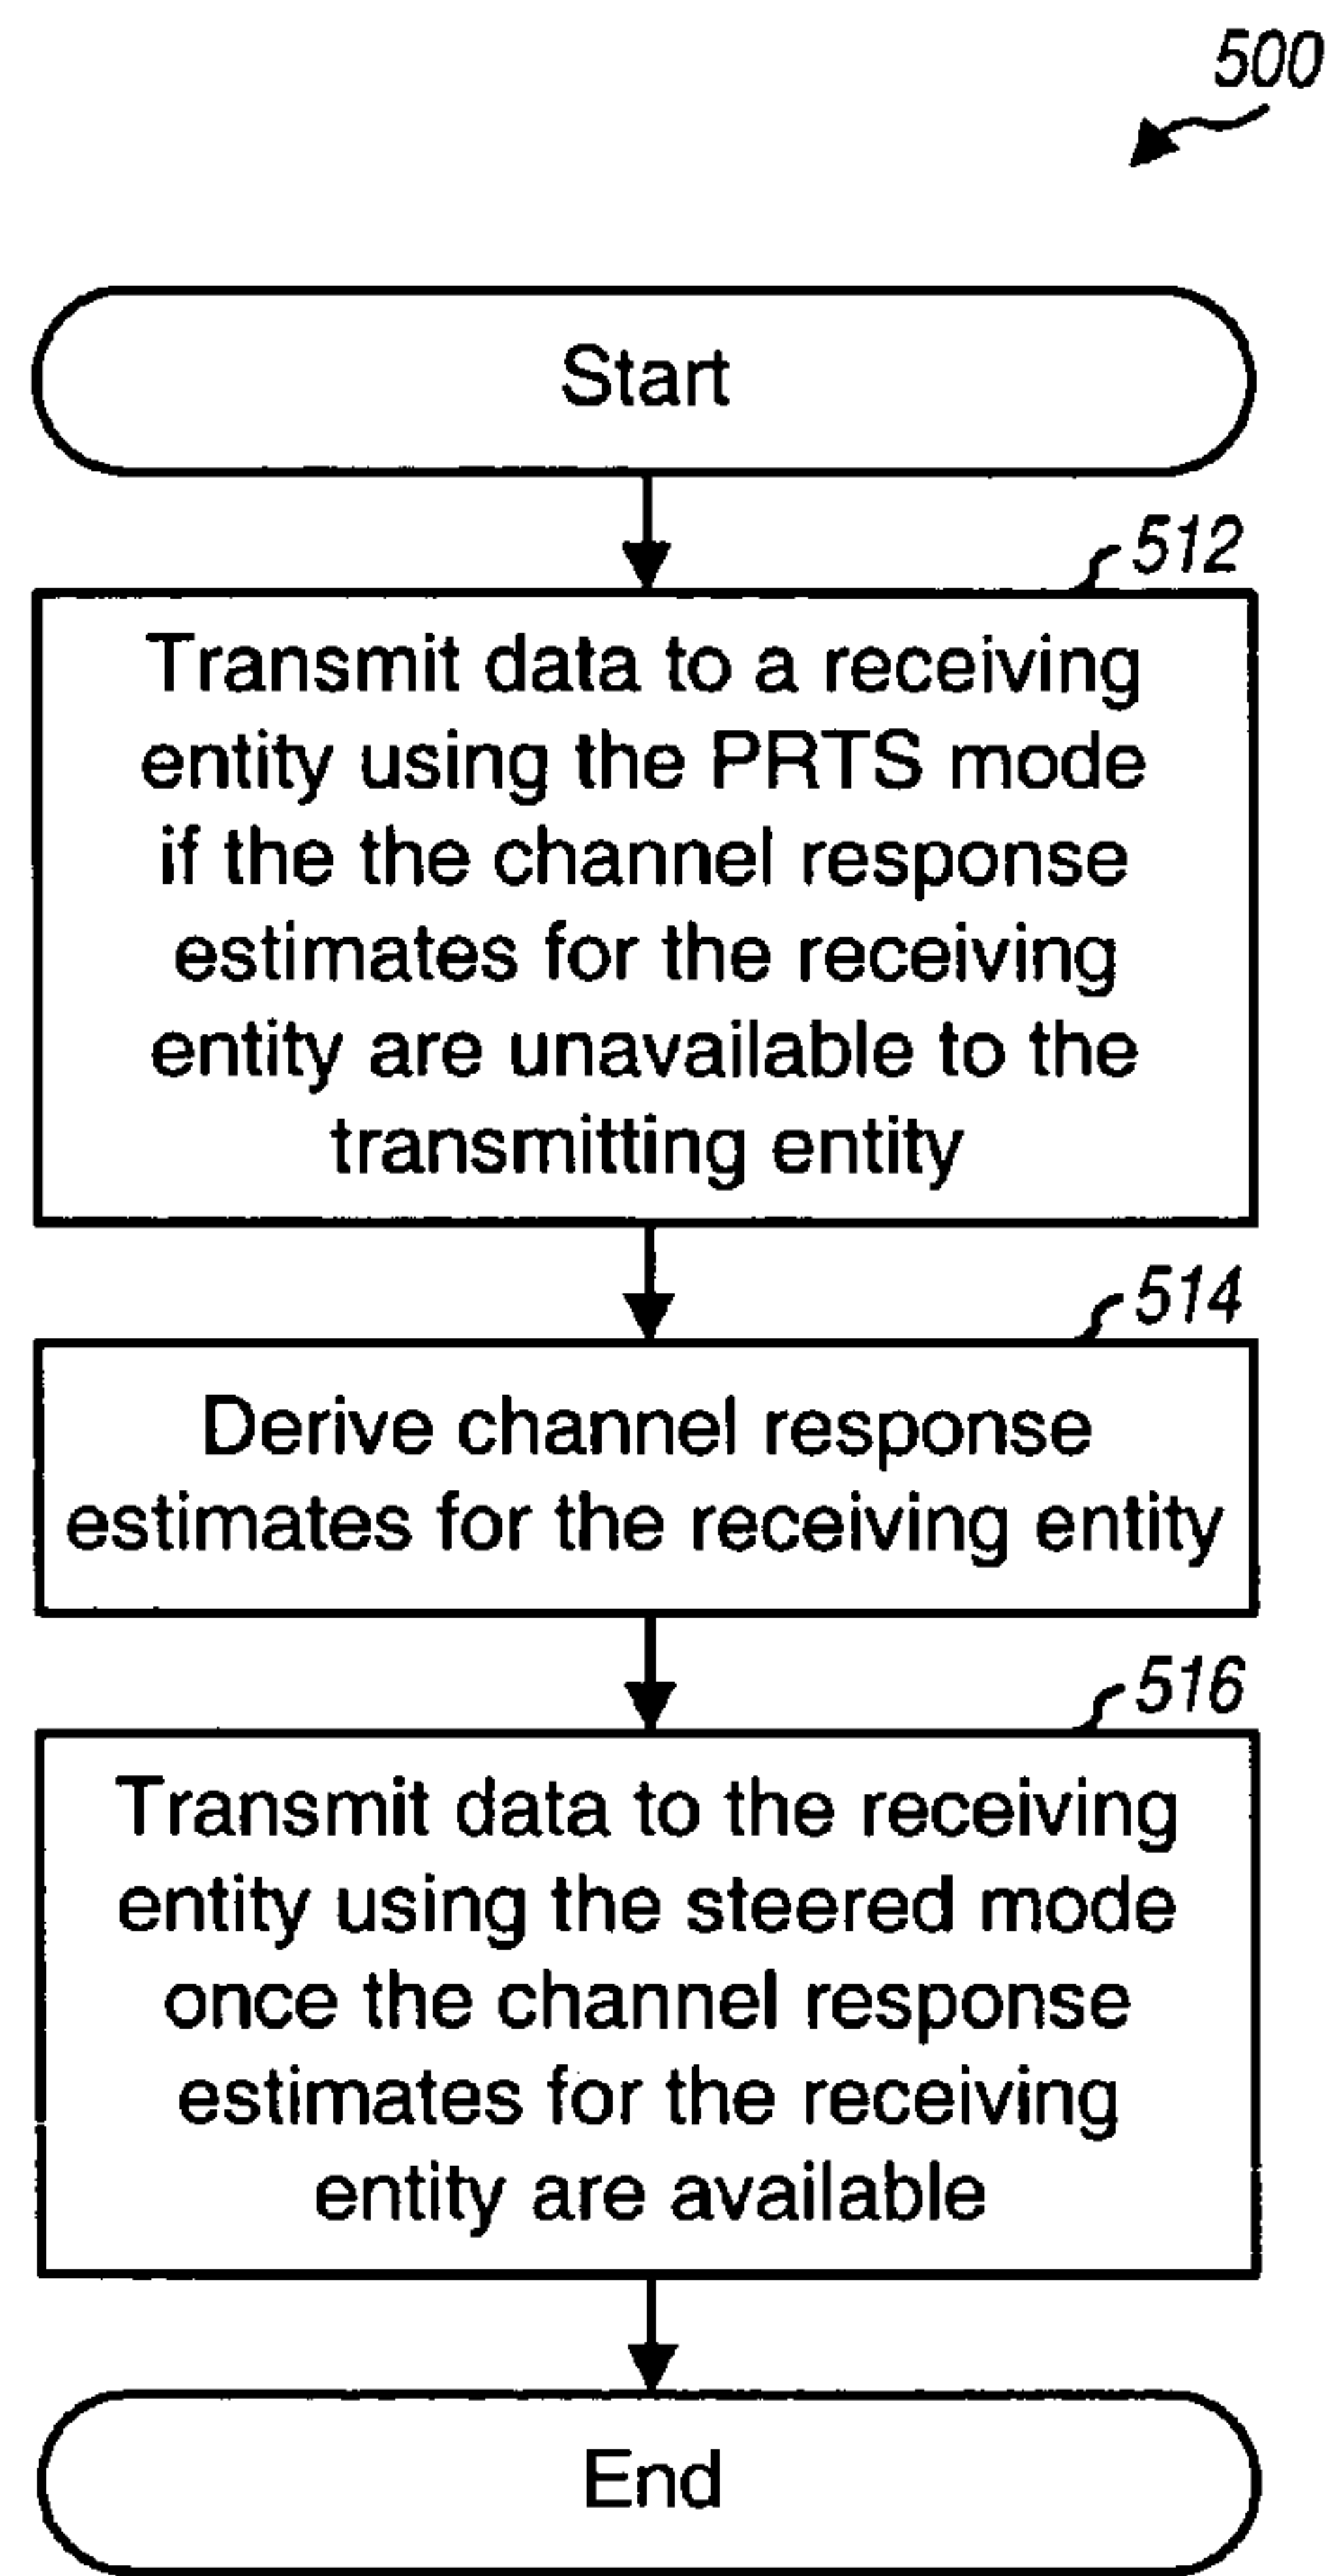 500
Start
512
Transmit data to a receiving
entity using the PRTS mode
if the the channel response
estimates for the receiving
entity are unavailable to the
transmitting entity
514
Derive channel response
estimates for the receiving entity
516
Transmit data to the receiving
entity using the steered mode
once the channel response
estimates for the receiving
entity are available
End